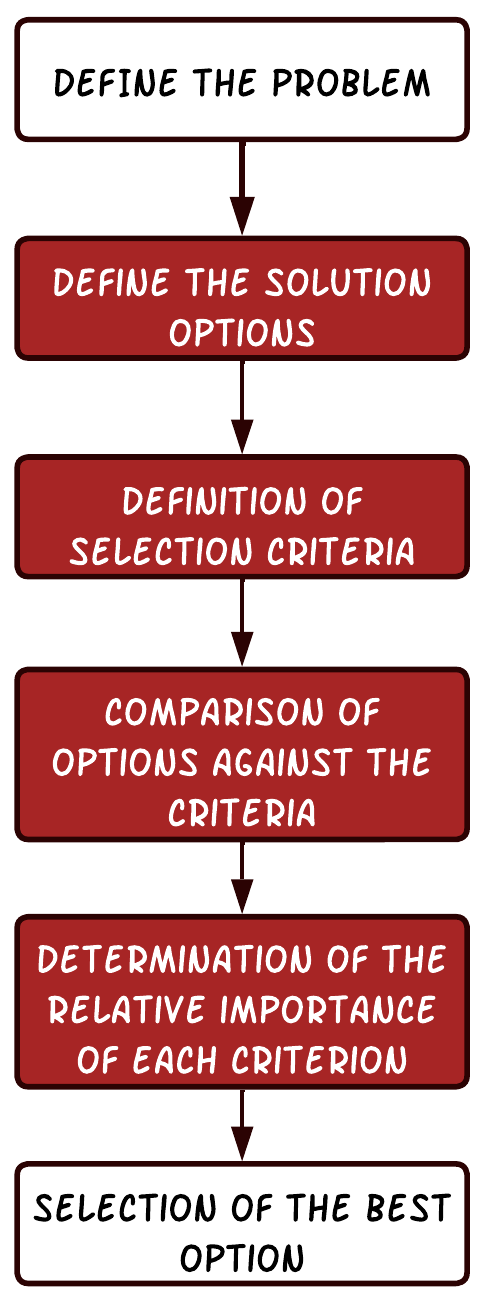 DEFINE THE PROBLEM
DEFINE THE SOLUTION
OPTIONS
DEFINITION OF
SELECTION CRITERIA
COMPARISON OF
OPTIONS AGAINST THE
CRITERIA
DETERMINATION OF THE
RELATIVE IMPORTANCE
OF EACH CRITERION
SELECTION OF THE BEST
OPTION